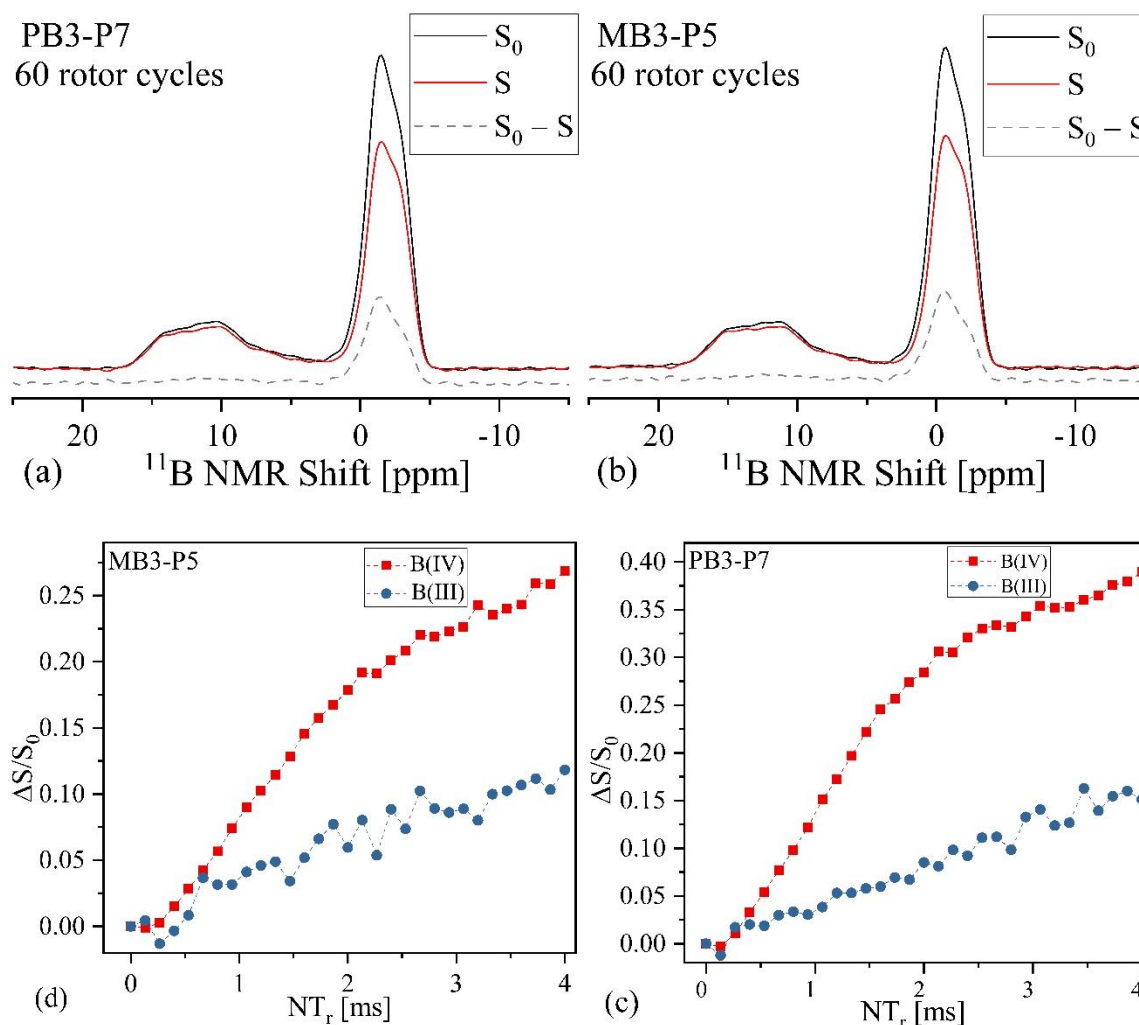 PB3-P7
60 rotor cycles
S₀
S
S₀ – S
20
10
0
-10
(a)
¹¹B NMR Shift [ppm]
MB3-P5
60 rotor cycles
S₀
S
S₀ – S
20
10
0
-10
(b)
¹¹B NMR Shift [ppm]
MB3-P5
B(IV)
B(III)
0.25
0.20
0.15
0.10
0.05
0.00
ΔS/S₀
0
1
2
3
4
(d)
NTᵣ [ms]
PB3-P7
B(IV)
B(III)
0.40
0.35
0.30
0.25
0.20
0.15
0.10
0.05
0.00
ΔS/S₀
0
1
2
3
4
(c)
NTᵣ [ms]